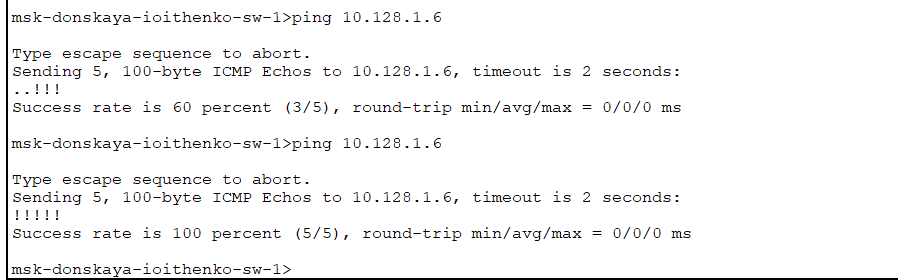 msk-donskaya-ioithenko-sw-1>ping 10.128.1.6
Type escape sequence to abort.
Sending 5, 100-byte ICMP Echos to 10.128.1.6, timeout is 2 seconds:
..!!!
Success rate is 60 percent (3/5), round-trip min/avg/max = 0/0/0 ms
msk-donskaya-ioithenko-sw-1>ping 10.128.1.6
Type escape sequence to abort.
Sending 5, 100-byte ICMP Echos to 10.128.1.6, timeout is 2 seconds:
!!!!!
Success rate is 100 percent (5/5), round-trip min/avg/max = 0/0/0 ms
msk-donskaya-ioithenko-sw-1>